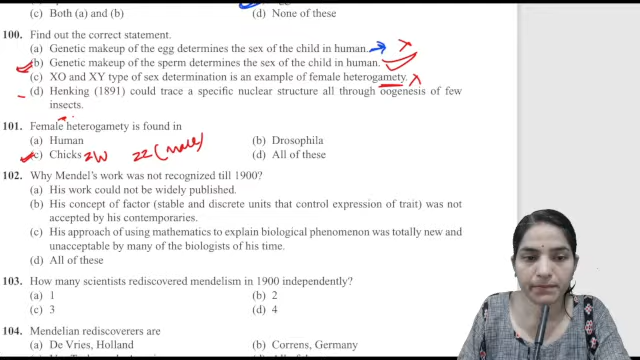 (c) Both (a) and (b) (d) None of these
100. Find out the correct statement.
(a) Genetic makeup of the egg determines the sex of the child in human.
(b) Genetic makeup of the sperm determines the sex of the child in human.
(c) XO and XY type of sex determination is an example of female heterogamety.
(d) Henking (1891) could trace a specific nuclear structure all through oogenesis of few
insects.
101. Female heterogamety is found in
(a) Human (b) Drosophila
(c) Chicks ZW ZZ (male) (d) All of these
102. Why Mendel's work was not recognized till 1900?
(a) His work could not be widely published.
(b) His concept of factor (stable and discrete units that control expression of trait) was not
accepted by his contemporaries.
(c) His approach of using mathematics to explain biological phenomenon was totally new and
unacceptable by many of the biologists of his time.
(d) All of these
103. How many scientists rediscovered mendelism in 1900 independently?
(a) 1 (b) 2
(c) 3 (d) 4
104. Mendelian rediscoverers are
(a) De Vries, Holland (b) Correns, Germany